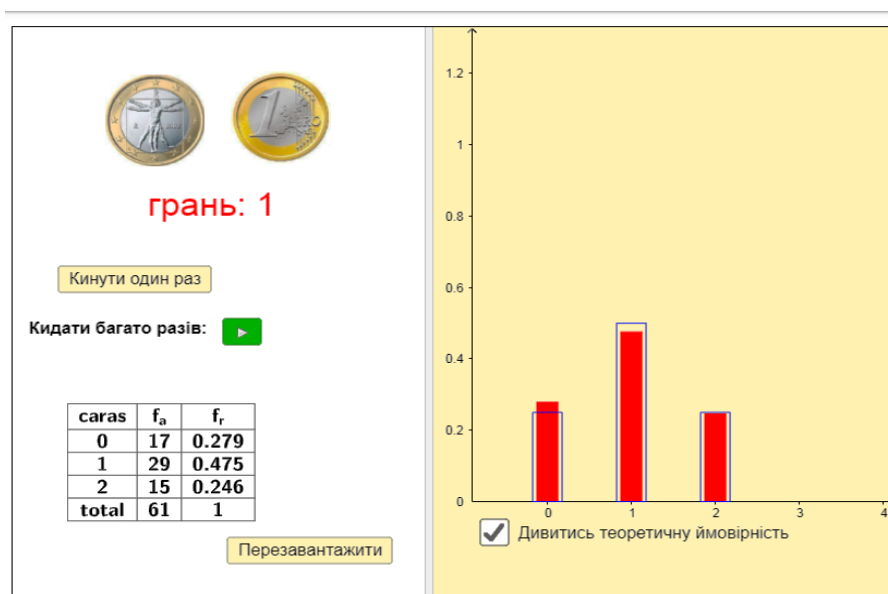 грань: 1
Кинути один раз
Кидати багато разів:
caras fₐ fᵣ
0 17 0.279
1 29 0.475
2 15 0.246
total 61 1
Перезавантажити
1.2
1
0.8
0.6
0.4
0.2
0
0 1 2 3 4
Дивитись теоретичну ймовірність